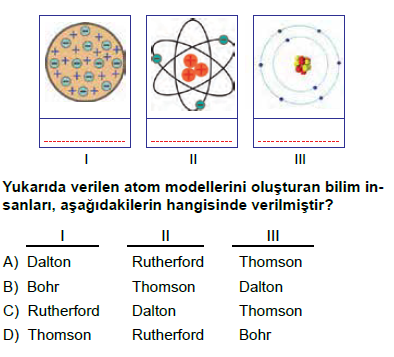 I II III
Yukarıda verilen atom modellerini oluşturan bilim in-
sanları, aşağıdakilerin hangisinde verilmiştir?
I II III
A) Dalton Rutherford Thomson
B) Bohr Thomson Dalton
C) Rutherford Dalton Thomson
D) Thomson Rutherford Bohr